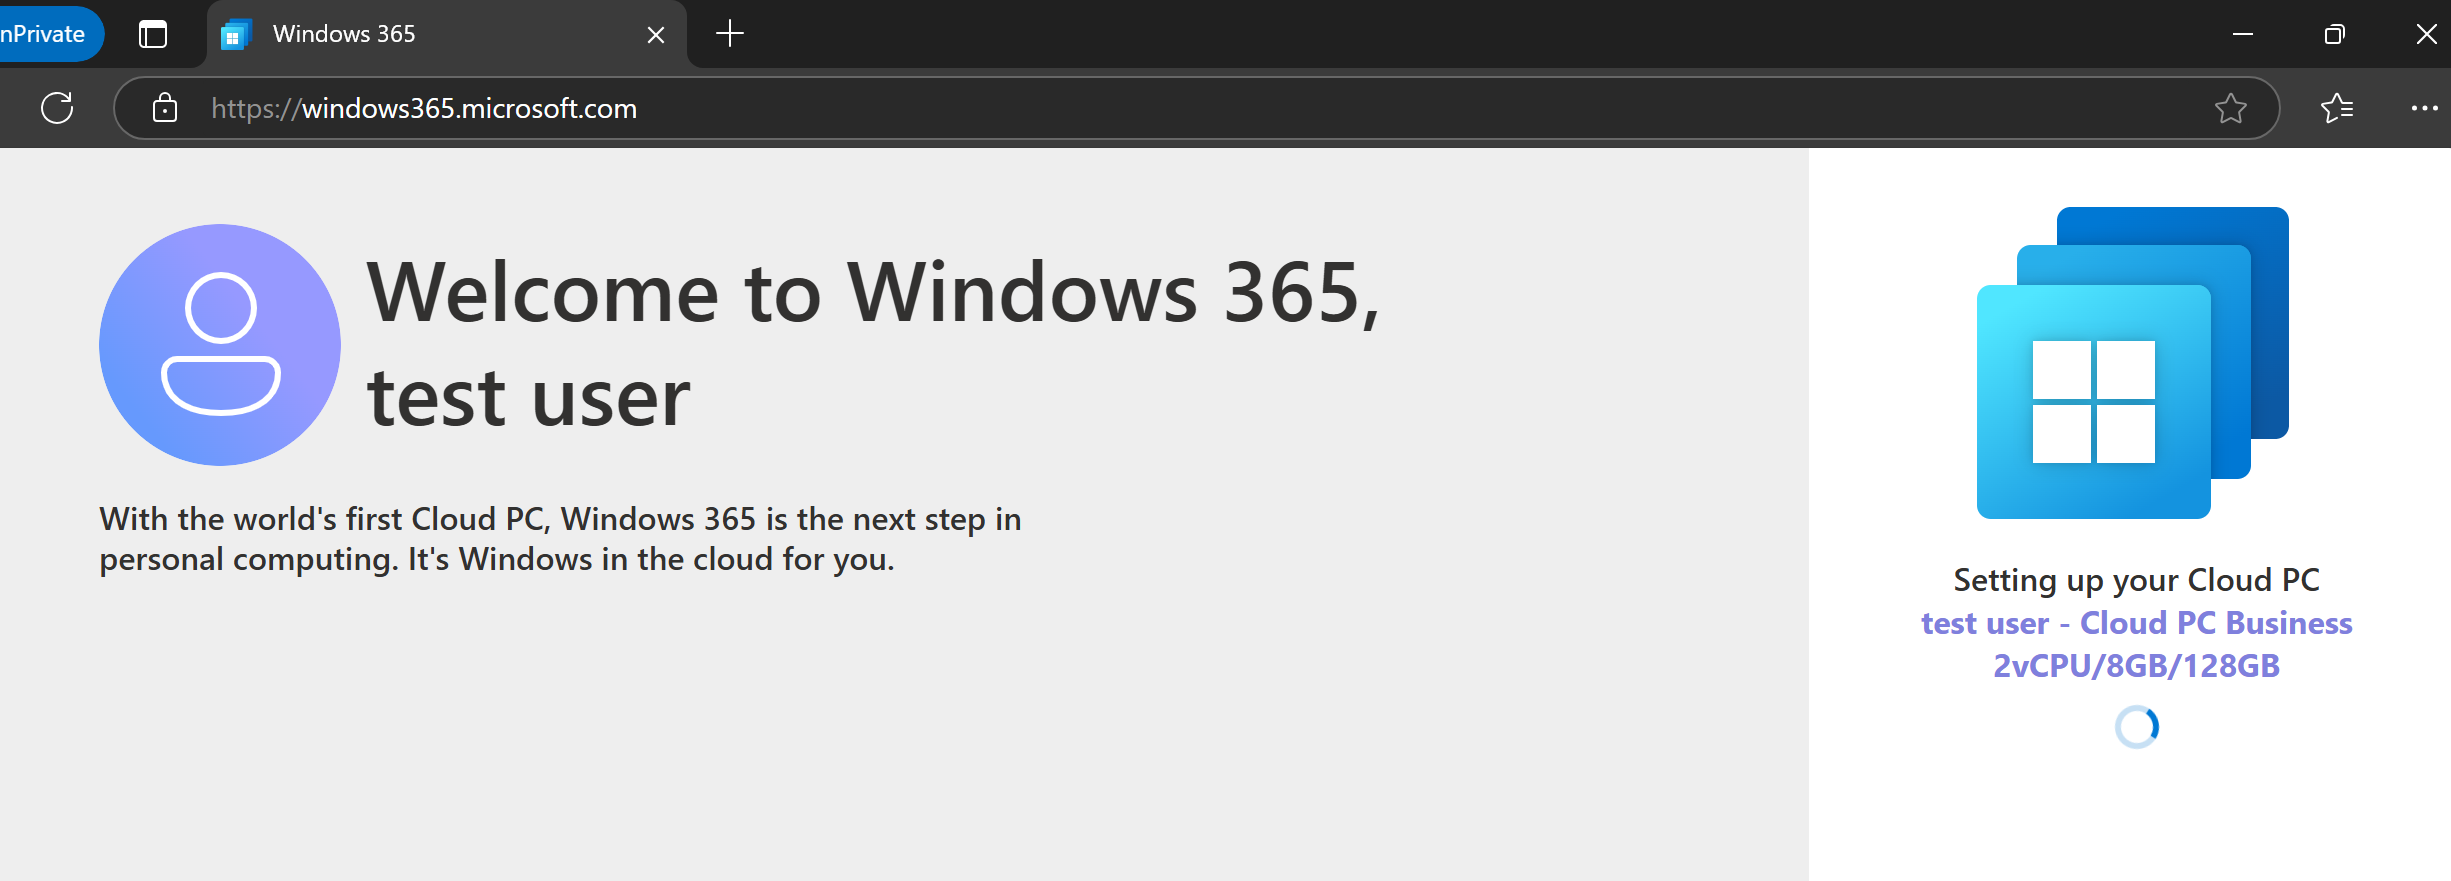 nPrivate
Windows 365
https://windows365.microsoft.com
Welcome to Windows 365,
test user
With the world's first Cloud PC, Windows 365 is the next step in
personal computing. It's Windows in the cloud for you.
Setting up your Cloud PC
test user - Cloud PC Business
2vCPU/8GB/128GB